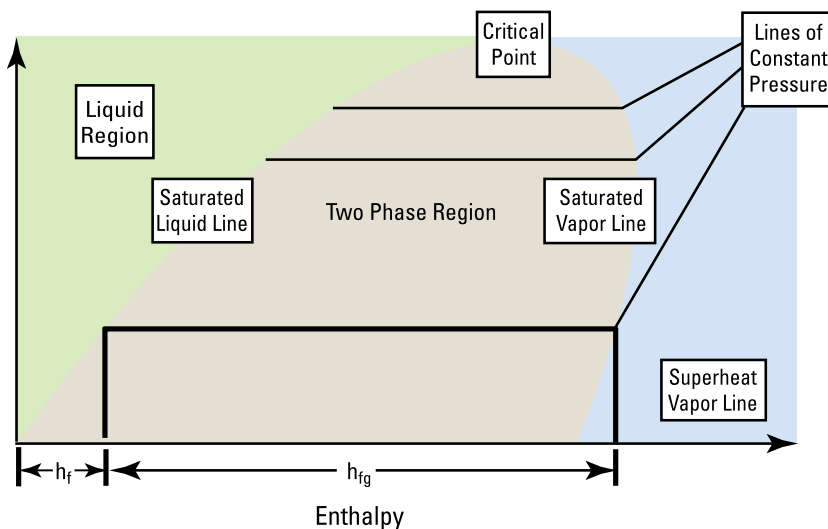 Critical
Point
Lines of
Constant
Pressure
Liquid
Region
Saturated
Liquid Line
Two Phase Region
Saturated
Vapor Line
Superheat
Vapor Line
hf
hfg
Enthalpy